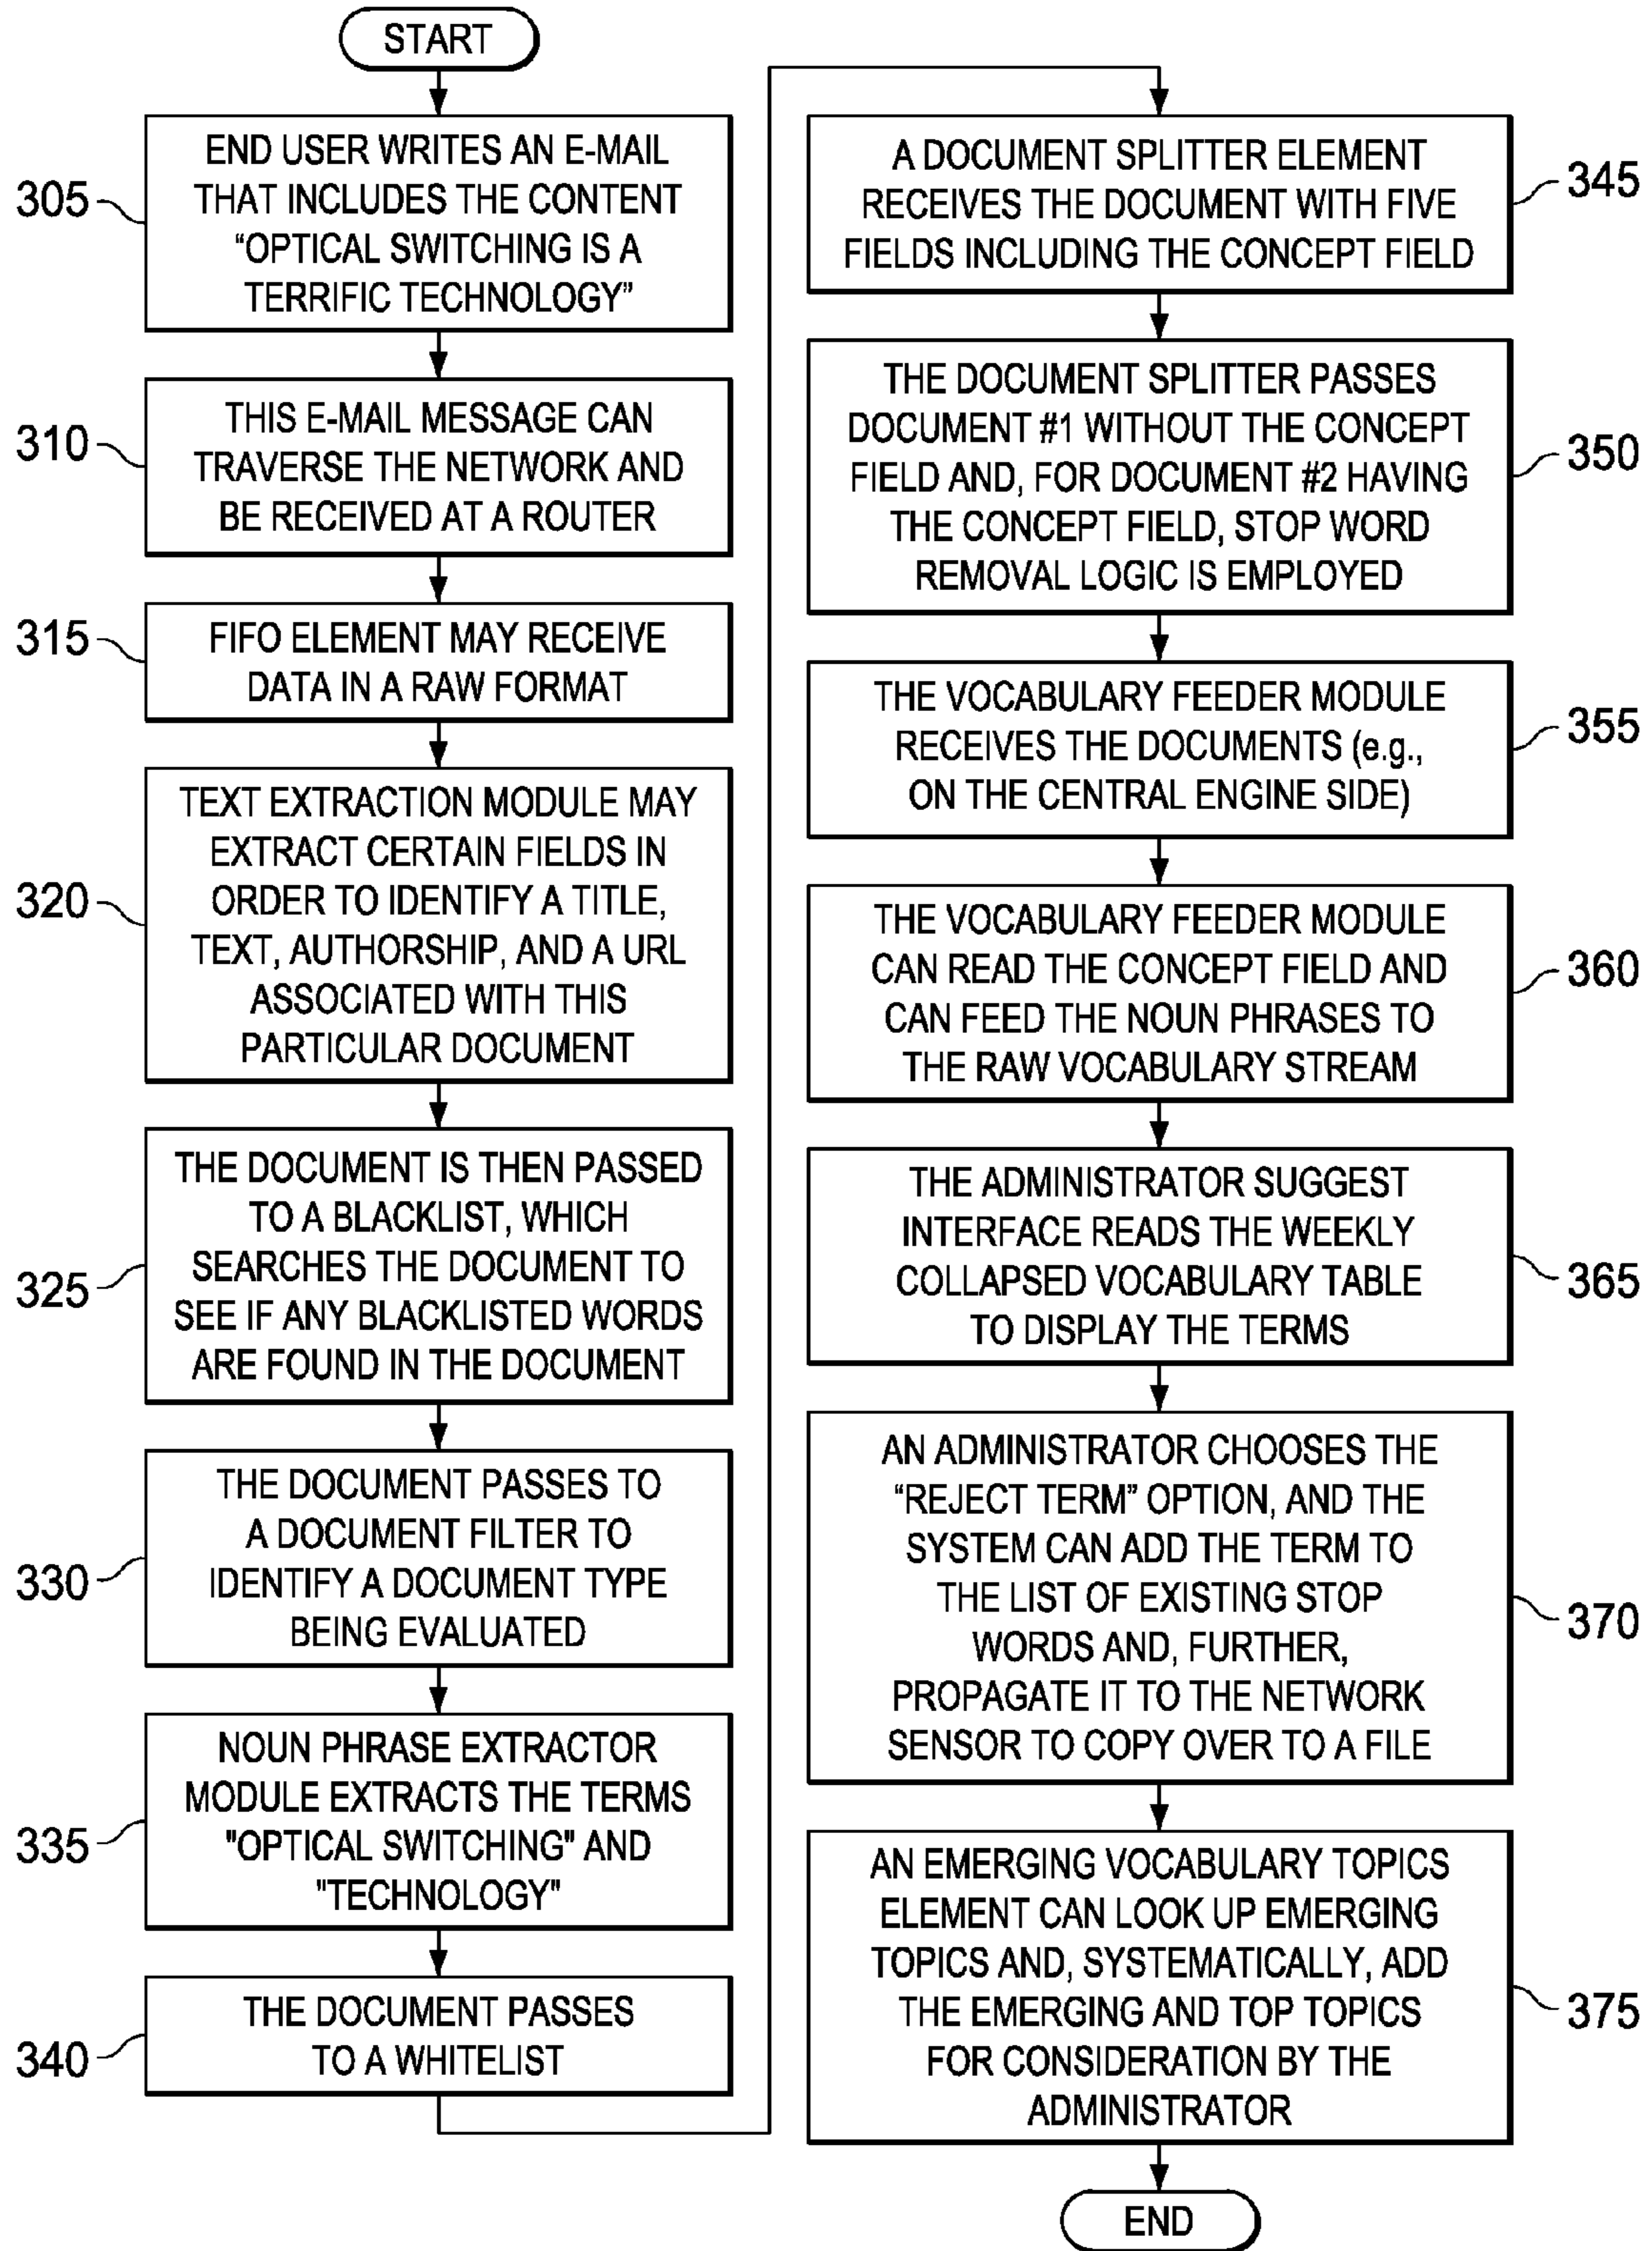 START
305
END USER WRITES AN E-MAIL
THAT INCLUDES THE CONTENT
“OPTICAL SWITCHING IS A
TERRIFIC TECHNOLOGY”
310
THIS E-MAIL MESSAGE CAN
TRAVERSE THE NETWORK AND
BE RECEIVED AT A ROUTER
315
FIFO ELEMENT MAY RECEIVE
DATA IN A RAW FORMAT
320
TEXT EXTRACTION MODULE MAY
EXTRACT CERTAIN FIELDS IN
ORDER TO IDENTIFY A TITLE,
TEXT, AUTHORSHIP, AND A URL
ASSOCIATED WITH THIS
PARTICULAR DOCUMENT
325
THE DOCUMENT IS THEN PASSED
TO A BLACKLIST, WHICH
SEARCHES THE DOCUMENT TO
SEE IF ANY BLACKLISTED WORDS
ARE FOUND IN THE DOCUMENT
330
THE DOCUMENT PASSES TO
A DOCUMENT FILTER TO
IDENTIFY A DOCUMENT TYPE
BEING EVALUATED
335
NOUN PHRASE EXTRACTOR
MODULE EXTRACTS THE TERMS
"OPTICAL SWITCHING" AND
"TECHNOLOGY"
340
THE DOCUMENT PASSES
TO A WHITELIST
A DOCUMENT SPLITTER ELEMENT
RECEIVES THE DOCUMENT WITH FIVE
FIELDS INCLUDING THE CONCEPT FIELD
345
THE DOCUMENT SPLITTER PASSES
DOCUMENT #1 WITHOUT THE CONCEPT
FIELD AND, FOR DOCUMENT #2 HAVING
THE CONCEPT FIELD, STOP WORD
REMOVAL LOGIC IS EMPLOYED
350
THE VOCABULARY FEEDER MODULE
RECEIVES THE DOCUMENTS (e.g.,
ON THE CENTRAL ENGINE SIDE)
355
THE VOCABULARY FEEDER MODULE
CAN READ THE CONCEPT FIELD AND
CAN FEED THE NOUN PHRASES TO
THE RAW VOCABULARY STREAM
360
THE ADMINISTRATOR SUGGEST
INTERFACE READS THE WEEKLY
COLLAPSED VOCABULARY TABLE
TO DISPLAY THE TERMS
365
AN ADMINISTRATOR CHOOSES THE
“REJECT TERM” OPTION, AND THE
SYSTEM CAN ADD THE TERM TO
THE LIST OF EXISTING STOP
WORDS AND, FURTHER,
PROPAGATE IT TO THE NETWORK
SENSOR TO COPY OVER TO A FILE
370
AN EMERGING VOCABULARY TOPICS
ELEMENT CAN LOOK UP EMERGING
TOPICS AND, SYSTEMATICALLY, ADD
THE EMERGING AND TOP TOPICS
FOR CONSIDERATION BY THE
ADMINISTRATOR
375
END